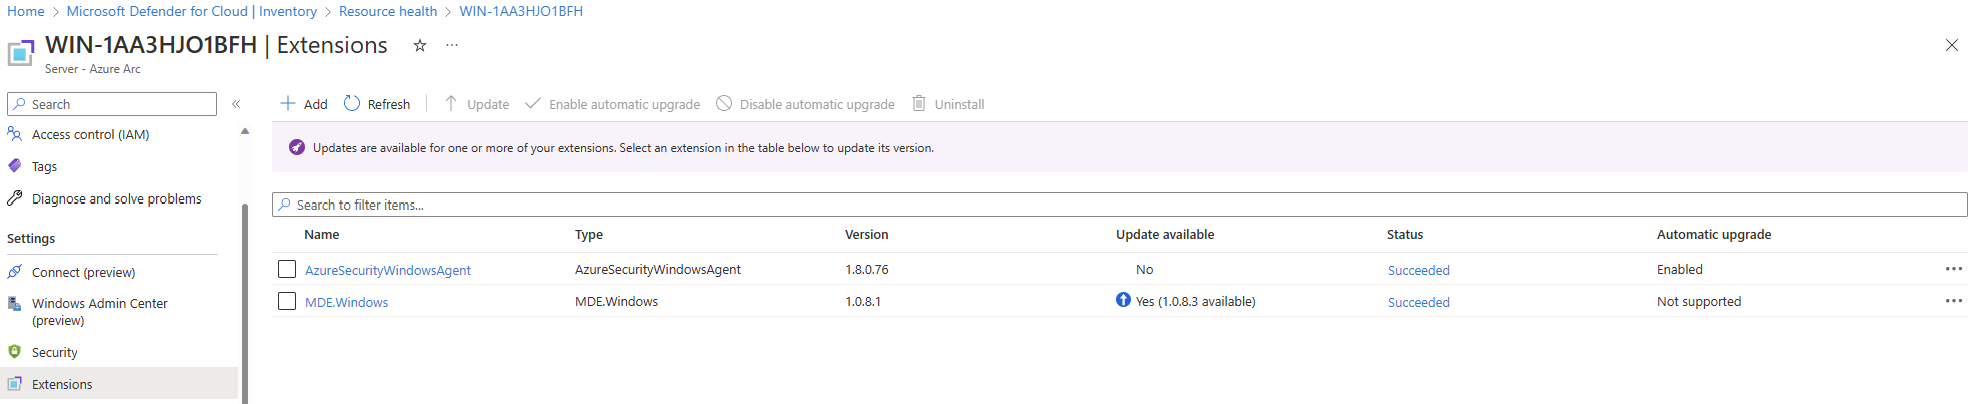 Home > Microsoft Defender for Cloud | Inventory > Resource health > WIN-1AA3HJO1BFH
WIN-1AA3HJO1BFH | Extensions
Server - Azure Arc
Search
Add Refresh Update Enable automatic upgrade Disable automatic upgrade Uninstall
Access control (IAM)
Tags
Diagnose and solve problems
Settings
Connect (preview)
Windows Admin Center
(preview)
Security
Extensions
Updates are available for one or more of your extensions. Select an extension in the table below to update its version.
Search to filter items...
Name Type Version Update available Status Automatic upgrade
AzureSecurityWindowsAgent AzureSecurityWindowsAgent 1.8.0.76 No Succeeded Enabled
MDE.Windows MDE.Windows 1.0.8.1 Yes (1.0.8.3 available) Succeeded Not supported